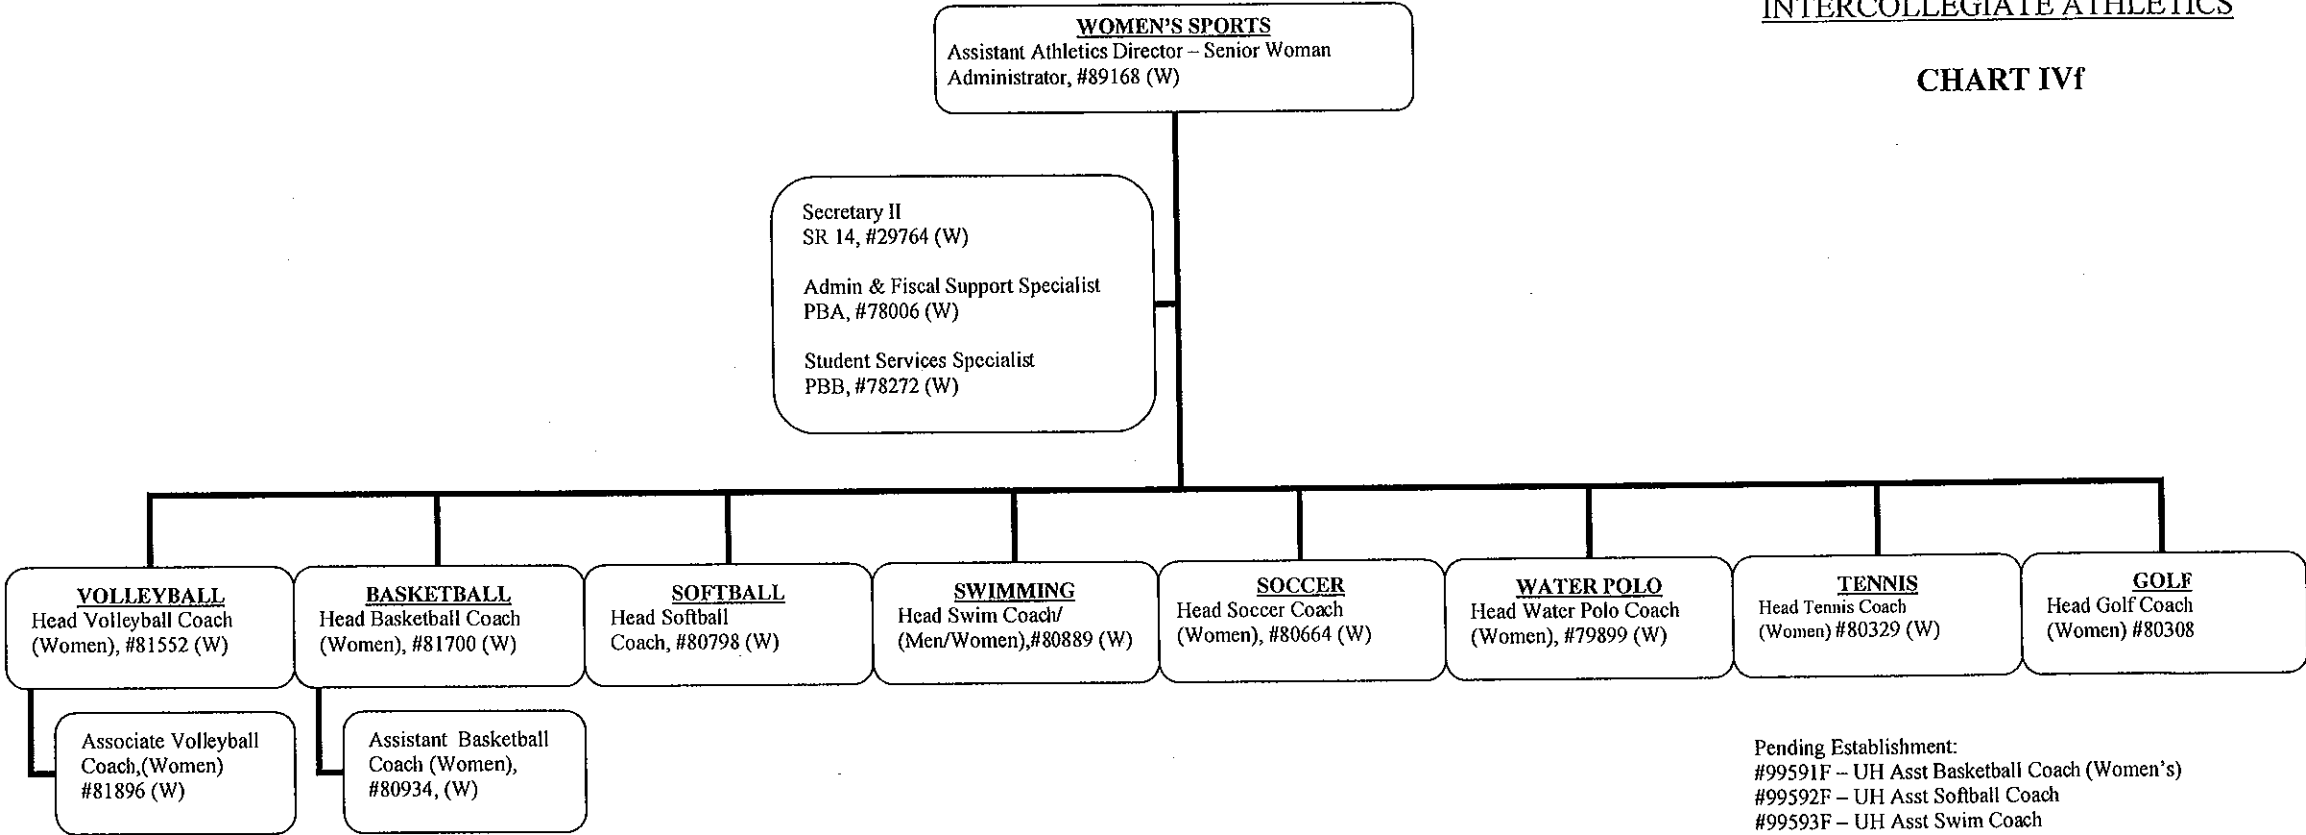 INTERCOLLEGIATE ATHLETICS
CHART IVf
WOMEN'S SPORTS
Assistant Athletics Director – Senior Woman
Administrator, #89168 (W)
Secretary II
SR 14, #29764 (W)
Admin & Fiscal Support Specialist
PBA, #78006 (W)
Student Services Specialist
PBB, #78272 (W)
VOLLEYBALL
Head Volleyball Coach
(Women), #81552 (W)
BASKETBALL
Head Basketball Coach
(Women), #81700 (W)
SOFTBALL
Head Softball
Coach, #80798 (W)
SWIMMING
Head Swim Coach/
(Men/Women),#80889 (W)
SOCCER
Head Soccer Coach
(Women), #80664 (W)
WATER POLO
Head Water Polo Coach
(Women), #79899 (W)
TENNIS
Head Tennis Coach
(Women) #80329 (W)
GOLF
Head Golf Coach
(Women) #80308
Associate Volleyball
Coach,(Women)
#81896 (W)
Assistant Basketball
Coach (Women),
#80934, (W)
Pending Establishment:
#99591F – UH Asst Basketball Coach (Women's)
#99592F – UH Asst Softball Coach
#99593F – UH Asst Swim Coach